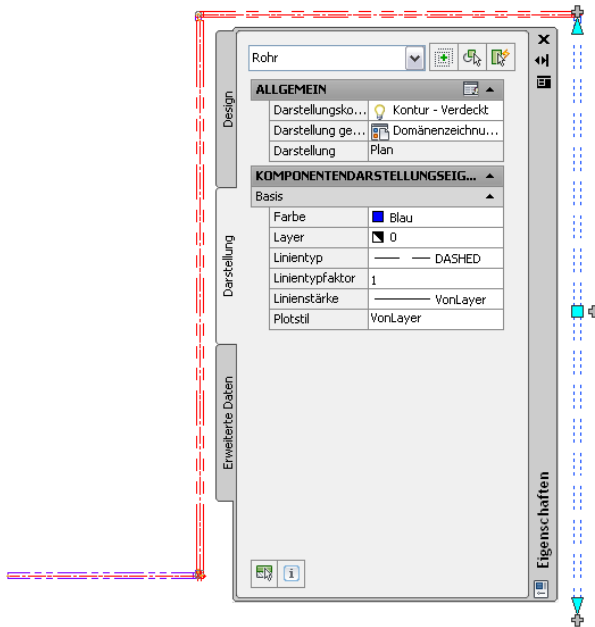 Rohr
ALLGEMEIN
Darstellungsko... Kontur - Verdeckt
Darstellung ge... Domänenzeichnu...
Darstellung Plan
KOMPONENTENDARSTELLUNGSEIG...
Basis
Farbe Blau
Layer 0
Linientyp DASHED
Linientypfaktor 1
Linienstärke VonLayer
Plotstil VonLayer
Design
Darstellung
Erweiterte Daten
Eigenschaften